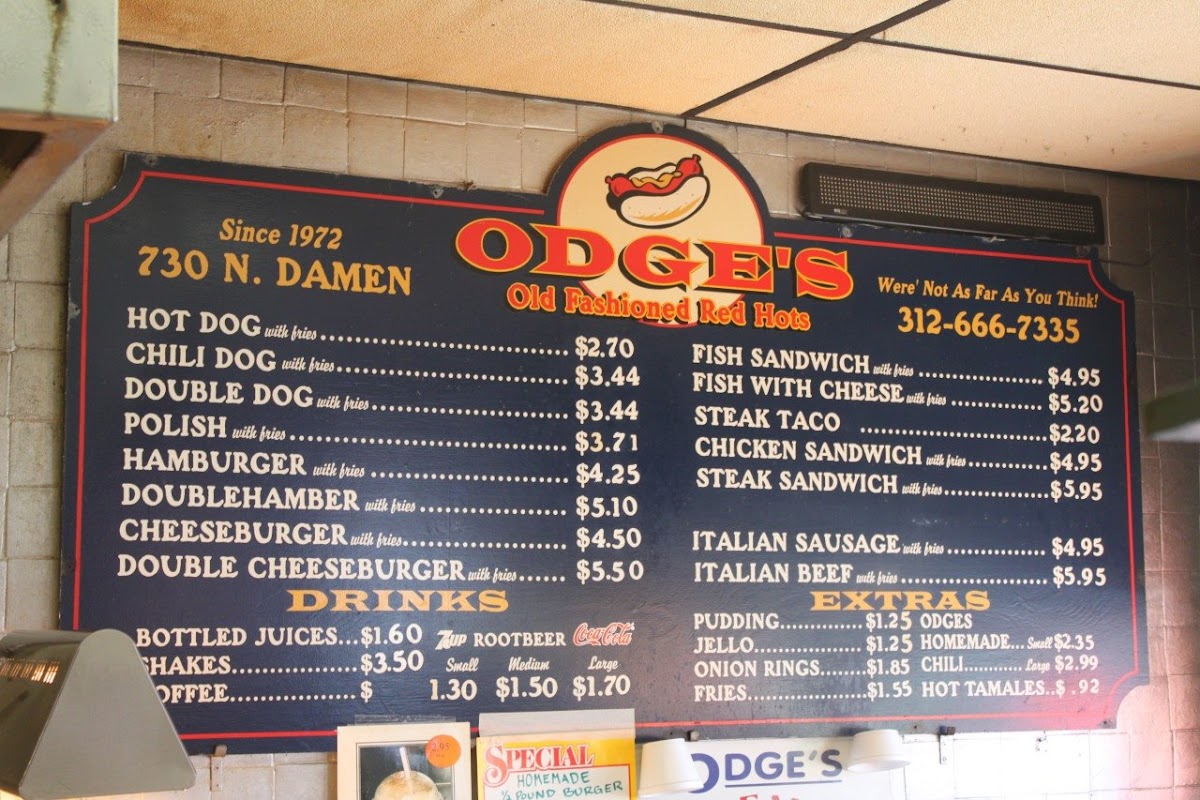 Since 1972
730 N. DAMEN
ODGE'S
Old Fashioned Red Hots
Were' Not As Far As You Think!
312-666-7335
HOT DOG with fries $2.70
CHILI DOG with fries $3.44
DOUBLE DOG with fries $3.44
POLISH with fries $3.71
HAMBURGER with fries $4.25
DOUBLEHAMBER with fries $5.10
CHEESEBURGER with fries $4.50
DOUBLE CHEESEBURGER with fries $5.50
FISH SANDWICH with fries $4.95
FISH WITH CHEESE with fries $5.20
STEAK TACO $2.20
CHICKEN SANDWICH with fries $4.95
STEAK SANDWICH with fries $5.95
ITALIAN SAUSAGE with fries $4.95
ITALIAN BEEF with fries $5.95
DRINKS
BOTTLED JUICES...$1.60 7UP ROOTBEER Coca-Cola
SHAKES $3.50 Small Medium Large
COFFEE $ 1.30 $1.50 $1.70
EXTRAS
PUDDING $1.25 ODGES
JELLO $1.25 HOMEMADE... Small $2.35
ONION RINGS $1.85 CHILI Large $2.99
FRIES $1.55 HOT TAMALES..$ .92
2.95
SPECIAL
HOMEMADE
POUND BURGER
ODGE'S